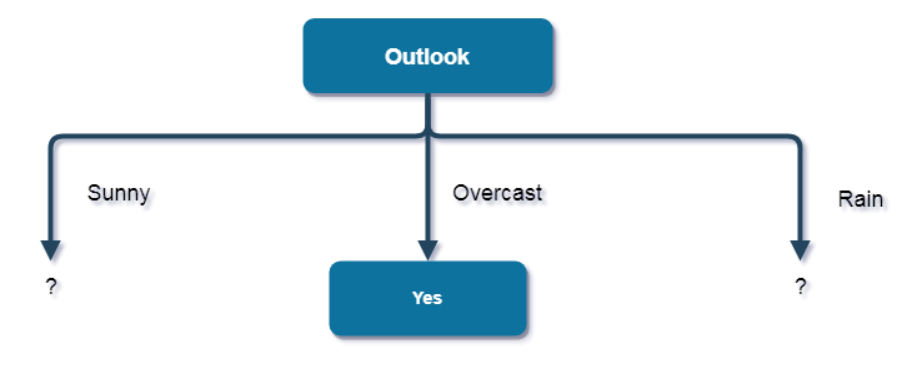 Outlook
Sunny
Overcast
Rain
?
Yes
?